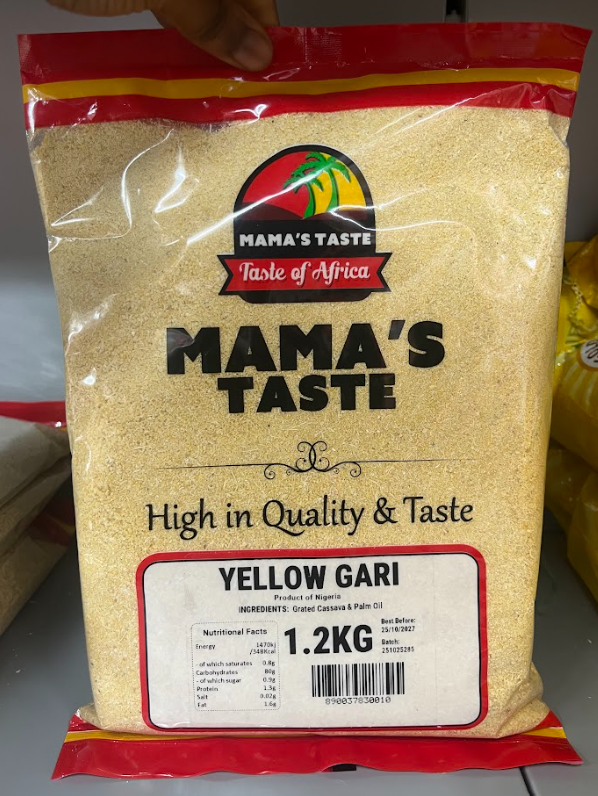 MAMA'S TASTE
Taste of Africa
MAMA'S
TASTE
High in Quality & Taste
YELLOW GARI
Product of Nigeria
INGREDIENTS: Grated Cassava & Palm Oil
Nutritional Facts
Energy 1470kj
/348Kcal
- of which saturates 0.8g
Carbohydrates 80g
- of which sugar 0.9g
Protein 1.3g
Salt 0.02g
Fat 1.6g
1.2KG
Best Before:
25/10/2027
Batch:
251025285
890037830010